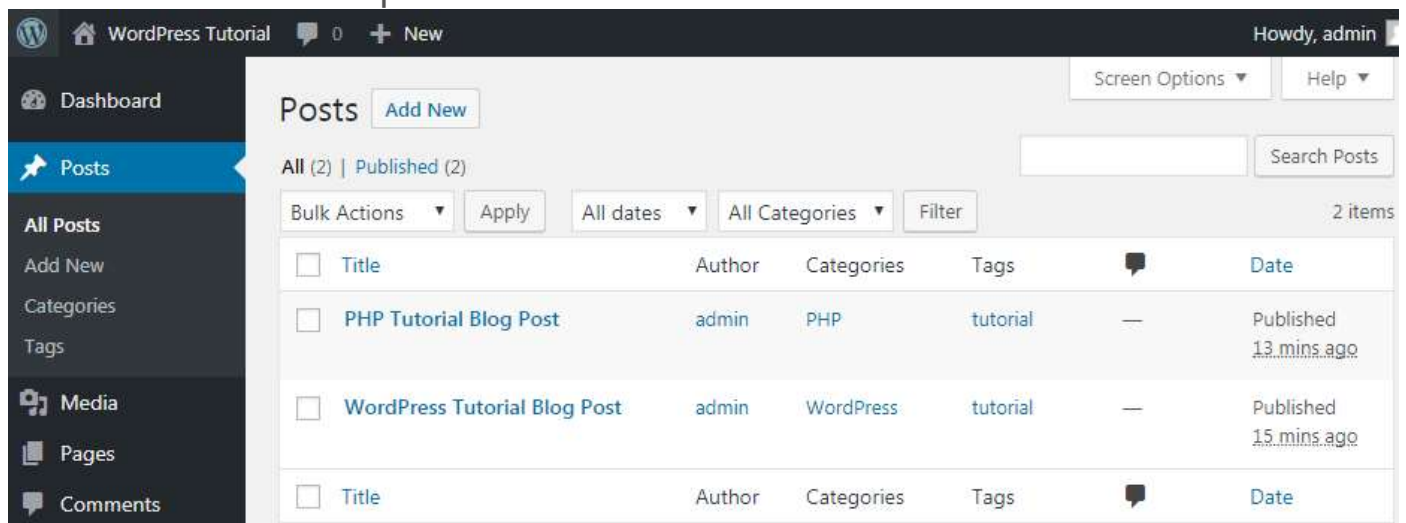 WordPress Tutorial 0 + New Howdy, admin
Screen Options ▼ Help ▼
Dashboard
Posts Add New
Posts
All (2) | Published (2) Search Posts
Bulk Actions ▼ Apply All dates ▼ All Categories ▼ Filter 2 items
All Posts
Add New
Categories
Tags
Media
Pages
Comments
Title Author Categories Tags Date
PHP Tutorial Blog Post admin PHP tutorial — Published
13 mins ago
WordPress Tutorial Blog Post admin WordPress tutorial — Published
15 mins ago
Title Author Categories Tags Date